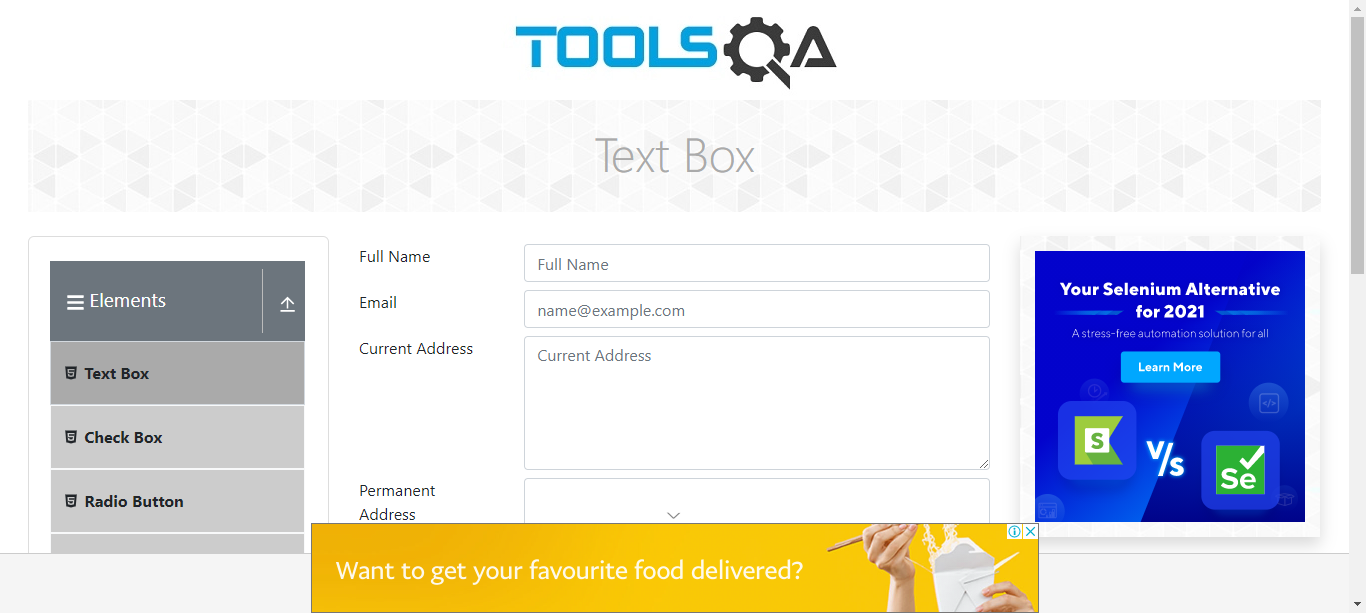 TOOLSQA
Text Box
Elements
Text Box
Check Box
Radio Button
Full Name
Full Name
Email
name@example.com
Current Address
Current Address
Permanent
Address
Your Selenium Alternative
for 2021
A stress-free automation solution for all
Learn More
S
V/s
Se
</>
Want to get your favourite food delivered?